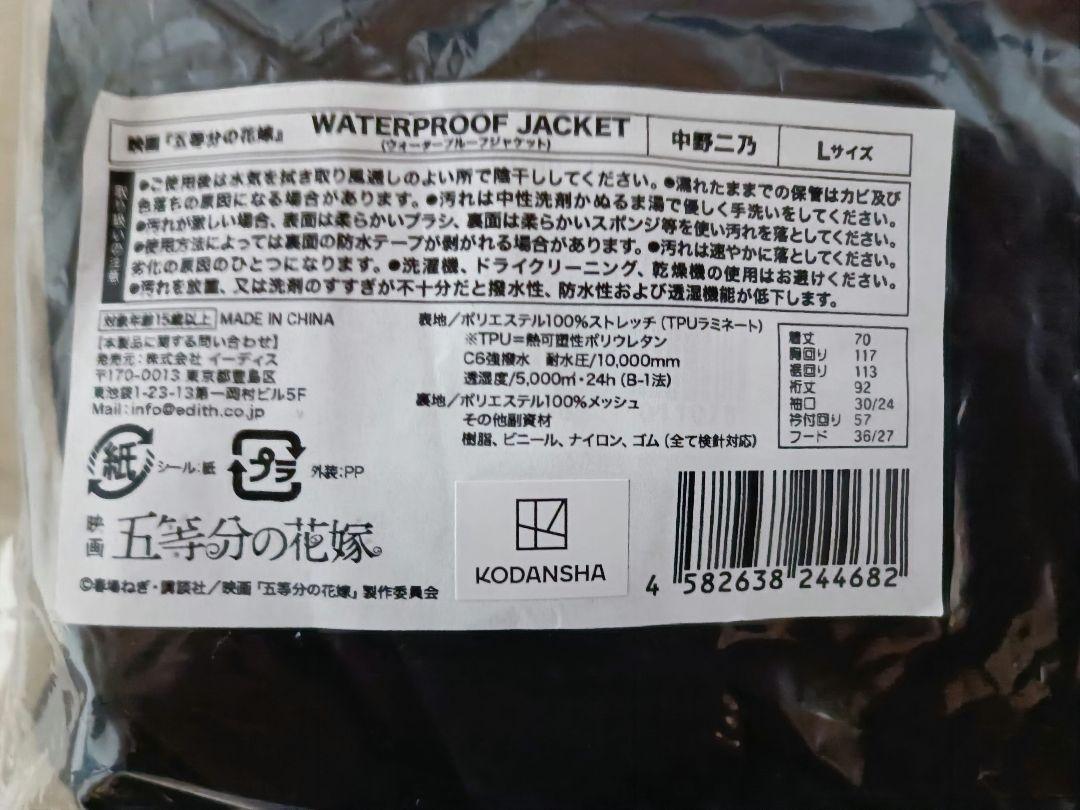 映画『五等分の花嫁』
WATERPROOF JACKET
(ウォータープルーフジャケット)
中野二乃
Lサイズ
取り扱いの注意
●ご使用後は水気を拭き取り風通しのよい所で陰干ししてください。●濡れたままでの保管はカビ及び
色落ちの原因になる場合があります。●汚れは中性洗剤かぬるま湯で優しく手洗いをしてください。
●汚れが激しい場合、表面は柔らかいブラシ、裏面は柔らかいスポンジ等を使い汚れを落としてください。
●使用方法によっては裏面の防水テープが剥がれる場合があります。●汚れは速やかに落としてください。
劣化の原因のひとつになります。●洗濯機、ドライクリーニング、乾燥機の使用はお避けください。
●汚れを放置、又は洗剤のすすぎが不十分だと撥水性、防水性および透湿機能が低下します。
対象年齢15歳以上 MADE IN CHINA
【本製品に関する問い合わせ】
発売元:株式会社 イーディス
〒170-0013 東京都豊島区
東池袋1-23-13第一岡村ビル5F
Mail:info@edith.co.jp
表地/ポリエステル100%ストレッチ(TPUラミネート)
※TPU=熱可塑性ポリウレタン
C6強撥水 耐水圧/10,000mm
透湿度/5,000㎡・24h (B-1法)
裏地/ポリエステル100%メッシュ
その他副資材
樹脂、ビニール、ナイロン、ゴム(全て検針対応)
着丈 70
胸回り 117
裾回り 113
裄丈 92
袖口 30/24
衿付回り 57
フード 36/27
紙 シール:紙
プラ 外装:PP
映画 五等分の花嫁
©春場ねぎ・講談社/映画「五等分の花嫁」製作委員会
KODANSHA
4 582638 244682